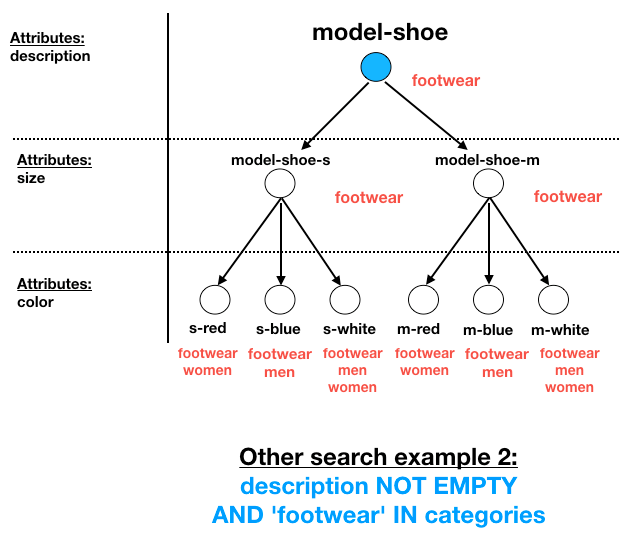 model-shoe
Attributes:
description
footwear
Attributes:
size
model-shoe-s
model-shoe-m
footwear
footwear
Attributes:
color
s-red
s-blue
s-white
m-red
m-blue
m-white
footwear
women
footwear
men
footwear
men
women
footwear
women
footwear
men
footwear
men
women
Other search example 2:
description NOT EMPTY
AND 'footwear' IN categories